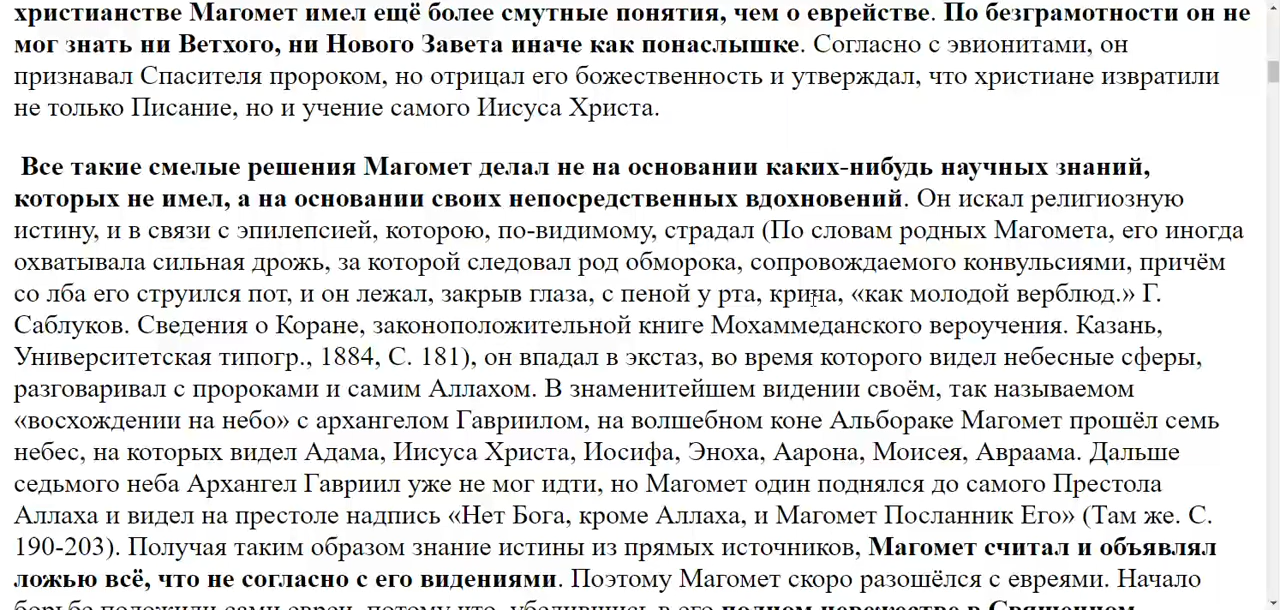 христианстве Магомет имел ещё более смутные понятия, чем о еврействе. По безграмотности он не
мог знать ни Ветхого, ни Нового Завета иначе как понаслышке. Согласно с эвионитами, он
признавал Спасителя пророком, но отрицал его божественность и утверждал, что христиане извратили
не только Писание, но и учение самого Иисуса Христа.
Все такие смелые решения Магомет делал не на основании каких-нибудь научных знаний,
которых не имел, а на основании своих непосредственных вдохновений. Он искал религиозную
истину, и в связи с эпилепсией, которою, по-видимому, страдал (По словам родных Магомета, его иногда
охватывала сильная дрожь, за которой следовал род обморока, сопровождаемого конвульсиями, причём
со лба его струился пот, и он лежал, закрыв глаза, с пеной у рта, крича, «как молодой верблюд.» Г.
Саблуков. Сведения о Коране, законоположительной книге Мохаммеданского вероучения. Казань,
Университетская типогр., 1884, С. 181), он впадал в экстаз, во время которого видел небесные сферы,
разговаривал с пророками и самим Аллахом. В знаменитейшем видении своём, так называемом
«восхождении на небо» с архангелом Гавриилом, на волшебном коне Альбораке Магомет прошёл семь
небес, на которых видел Адама, Иисуса Христа, Иосифа, Эноха, Аарона, Моисея, Авраама. Дальше
седьмого неба Архангел Гавриил уже не мог идти, но Магомет один поднялся до самого Престола
Аллаха и видел на престоле надпись «Нет Бога, кроме Аллаха, и Магомет Посланник Его» (Там же. С.
190-203). Получая таким образом знание истины из прямых источников, Магомет считал и объявлял
ложью всё, что не согласно с его видениями. Поэтому Магомет скоро разошёлся с евреями. Начало
борьбе положили сами евреи, потому что, убедившись в его полном невежестве в Священном